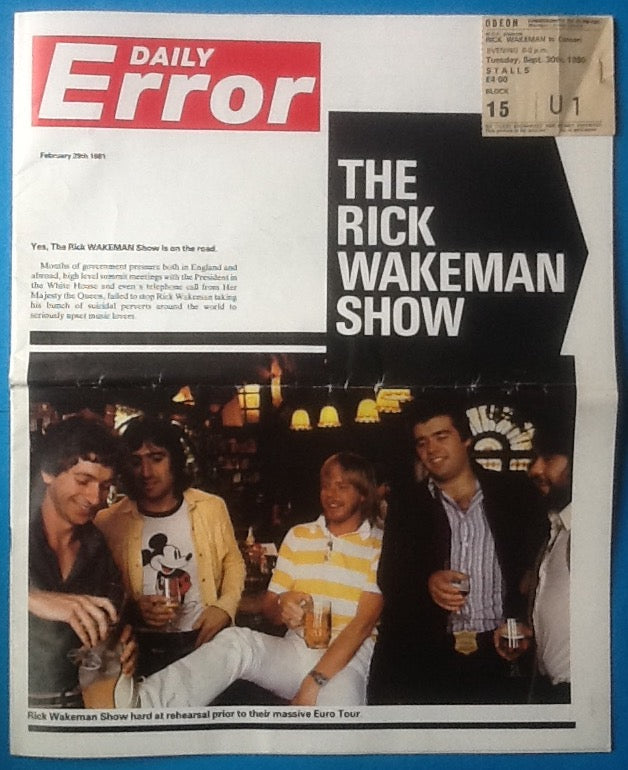 DAILY
Error
February 29th 1981
Yes, The Rick WAKEMAN Show is on the road.
Months of government pressure both in England and
abroad, high level summit meetings with the President in
the White House and even a telephone call from Her
Majesty the Queen, failed to stop Rick Wakeman taking
his bunch of suicidal perverts around the world to
seriously upset music lovers.
THE
RICK
WAKEMAN
SHOW
ODEON
RICK WAKEMAN In Concert
EVENING
Tuesday, Sept. 30th, 1980
STALLS
£4.00
BLOCK
15
U 1
Rick Wakeman Show hard at rehearsal prior to their massive Euro Tour.